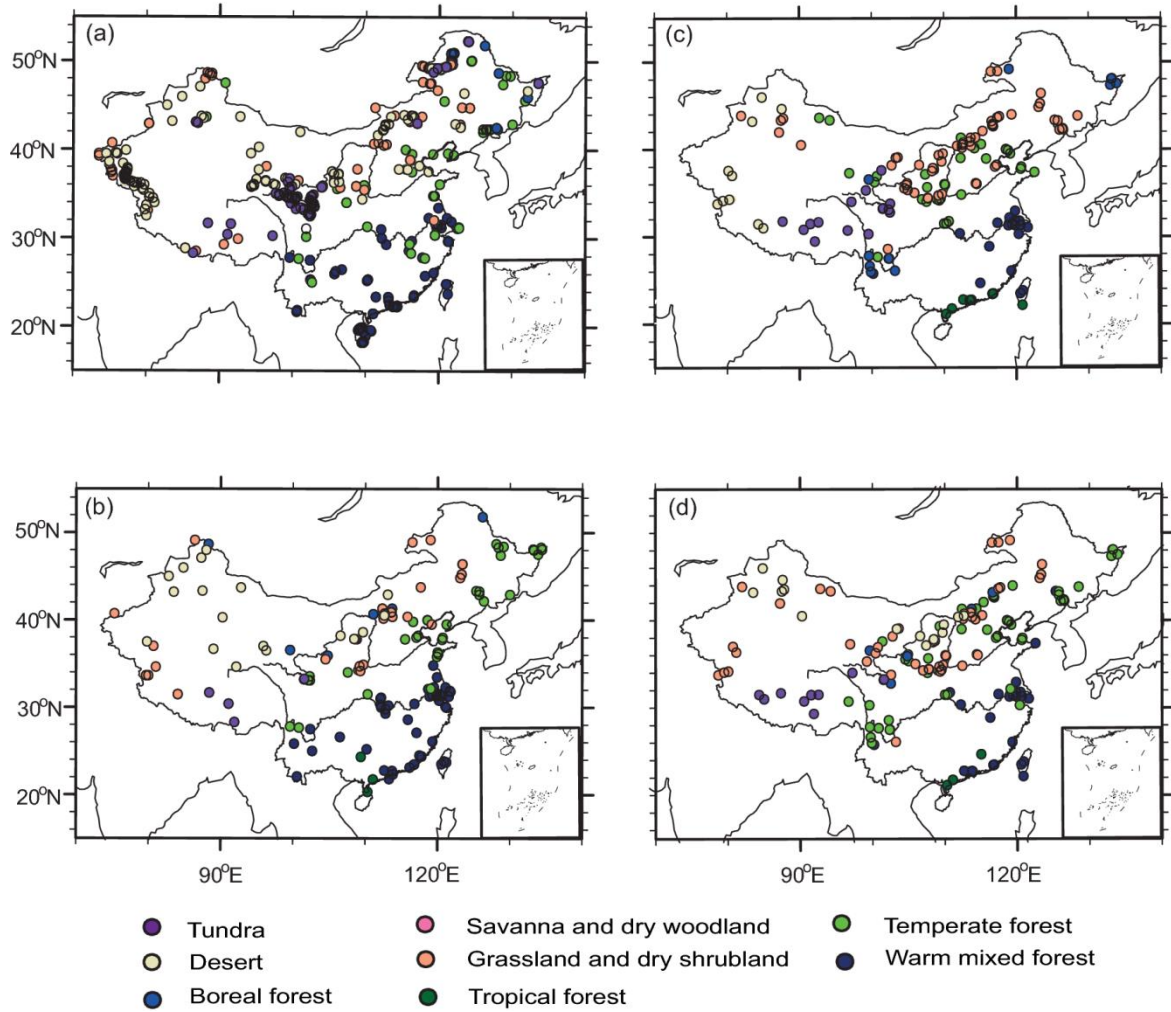 (a)
(c)
50°N
40°N
30°N
20°N
(b)
(d)
50°N
40°N
30°N
20°N
90°E
120°E
90°E
120°E
Tundra
Savanna and dry woodland
Temperate forest
Desert
Grassland and dry shrubland
Warm mixed forest
Boreal forest
Tropical forest